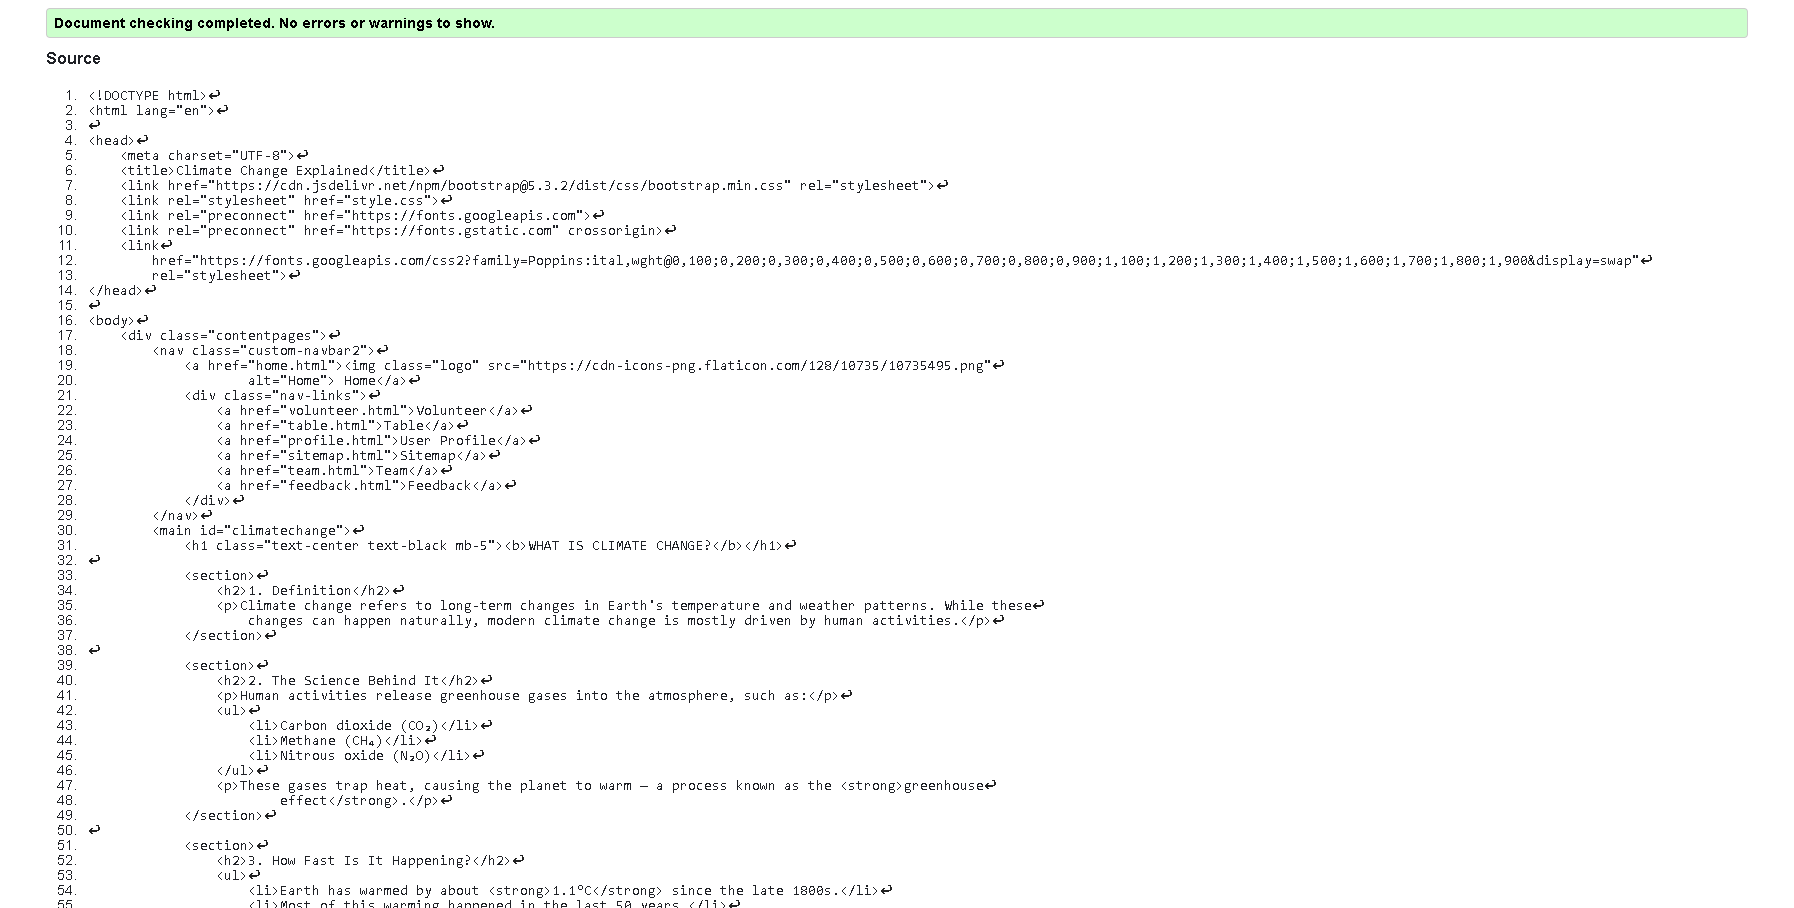 Document checking completed. No errors or warnings to show.
Source
1. <!DOCTYPE html>↩
2. <html lang="en">↩
3. ↩
4. <head>↩
5.     <meta charset="UTF-8">↩
6.     <title>Climate Change Explained</title>↩
7.     <link href="https://cdn.jsdelivr.net/npm/bootstrap@5.3.2/dist/css/bootstrap.min.css" rel="stylesheet">↩
8.     <link rel="stylesheet" href="style.css">↩
9.     <link rel="preconnect" href="https://fonts.googleapis.com">↩
10.     <link rel="preconnect" href="https://fonts.gstatic.com" crossorigin>↩
11.     <link↩
12.         href="https://fonts.googleapis.com/css2?family=Poppins:ital,wght@0,100;0,200;0,300;0,400;0,500;0,600;0,700;0,800;0,900;1,100;1,200;1,300;1,400;1,500;1,600;1,700;1,800;1,900&display=swap"↩
13.         rel="stylesheet">↩
14. </head>↩
15. ↩
16. <body>↩
17.     <div class="contentpages">↩
18.         <nav class="custom-navbar2">↩
19.             <a href="home.html"><img class="logo" src="https://cdn-icons-png.flaticon.com/128/10735/10735495.png"↩
20.                     alt="Home"> Home</a>↩
21.             <div class="nav-links">↩
22.                 <a href="volunteer.html">Volunteer</a>↩
23.                 <a href="table.html">Table</a>↩
24.                 <a href="profile.html">User Profile</a>↩
25.                 <a href="sitemap.html">Sitemap</a>↩
26.                 <a href="team.html">Team</a>↩
27.                 <a href="feedback.html">Feedback</a>↩
28.             </div>↩
29.         </nav>↩
30.         <main id="climatechange">↩
31.             <h1 class="text-center text-black mb-5"><b>WHAT IS CLIMATE CHANGE?</b></h1>↩
32. ↩
33.             <section>↩
34.                 <h2>1. Definition</h2>↩
35.                 <p>Climate change refers to long-term changes in Earth's temperature and weather patterns. While these↩
36.                     changes can happen naturally, modern climate change is mostly driven by human activities.</p>↩
37.             </section>↩
38. ↩
39.             <section>↩
40.                 <h2>2. The Science Behind It</h2>↩
41.                 <p>Human activities release greenhouse gases into the atmosphere, such as:</p>↩
42.                 <ul>↩
43.                     <li>Carbon dioxide (CO₂)</li>↩
44.                     <li>Methane (CH₄)</li>↩
45.                     <li>Nitrous oxide (N₂O)</li>↩
46.                 </ul>↩
47.                 <p>These gases trap heat, causing the planet to warm — a process known as the <strong>greenhouse↩
48.                         effect</strong>.</p>↩
49.             </section>↩
50. ↩
51.             <section>↩
52.                 <h2>3. How Fast Is It Happening?</h2>↩
53.                 <ul>↩
54.                     <li>Earth has warmed by about <strong>1.1°C</strong> since the late 1800s.</li>↩
55.                     <li>Most of this warming happened in the last 50 years.</li>↩